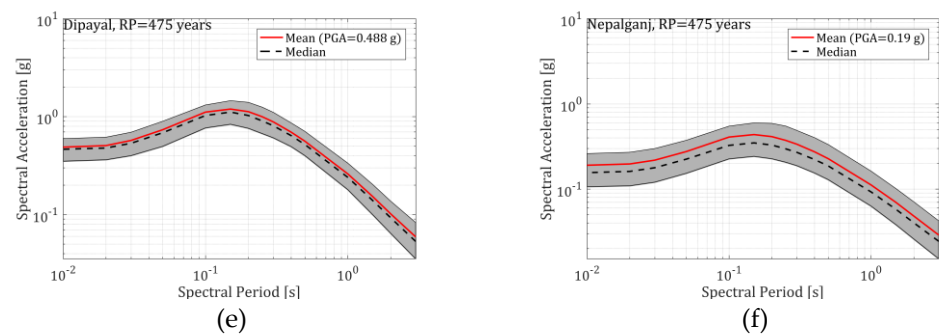 Dipayal, RP=475 years
Mean (PGA=0.488 g)
Median
10^1
10^0
10^-1
Spectral Acceleration [g]
10^-2
10^-1
10^0
Spectral Period [s]
(e)
Nepalganj, RP=475 years
Mean (PGA=0.19 g)
Median
10^1
10^0
10^-1
Spectral Acceleration [g]
10^-2
10^-1
10^0
Spectral Period [s]
(f)